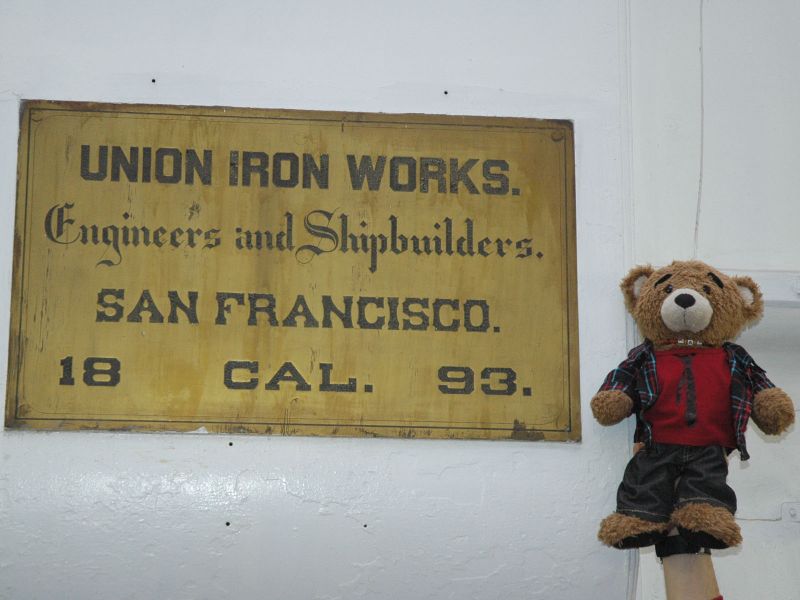 UNION IRON WORKS.
Engineers and Shipbuilders.
SAN FRANCISCO.
18 CAL. 93.